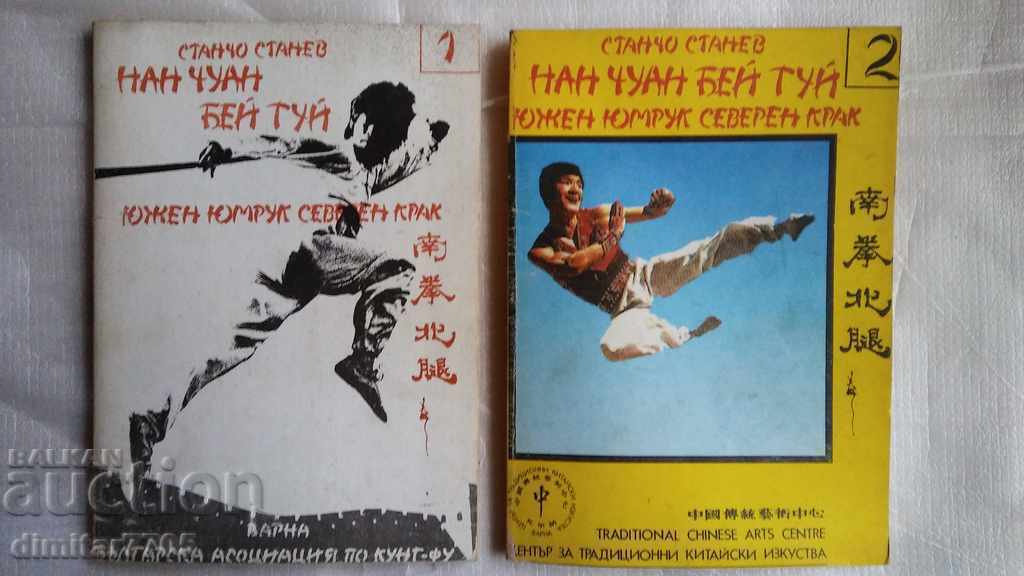 СТАНЧО СТАНЕВ
1
НАН ЧУАН
БЕЙ ТУЙ
ЮЖЕН ЮМРУК СЕВЕРЕН КРАК
南拳北腿
ВАРНА
АСОЦИАЦИЯ ПО КУНГ-ФУ
СТАНЧО СТАНЕВ
2
НАН ЧУАН БЕЙ ТУЙ
ЮЖЕН ЮМРУК СЕВЕРЕН КРАК
南拳北腿
中
中國傳統藝術中心
TRADITIONAL CHINESE ARTS CENTRE
ЦЕНТЪР ЗА ТРАДИЦИОННИ КИТАЙСКИ ИЗКУСТВА
BALKAN
auction